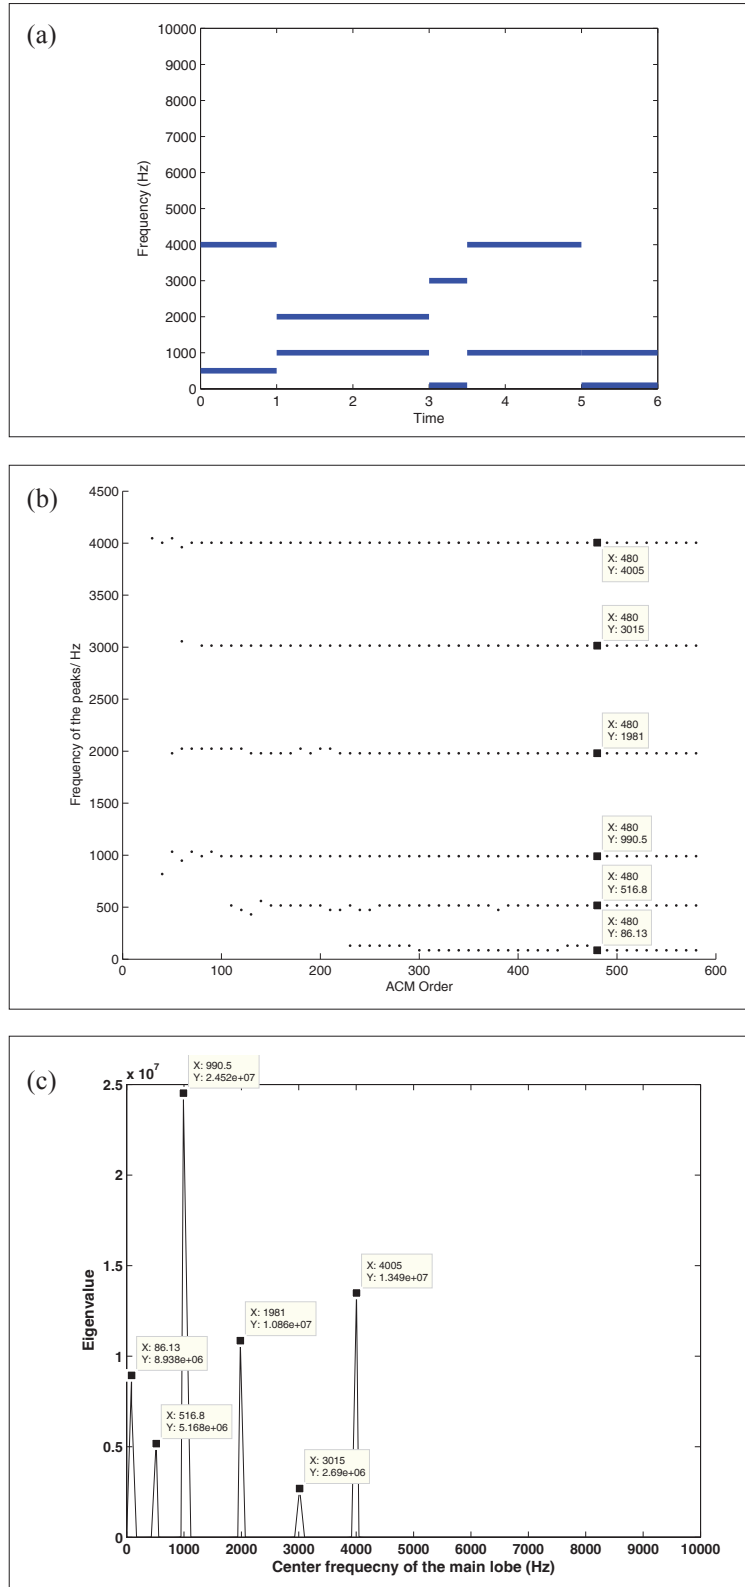 (a)
10000
9000
8000
7000
6000
5000
4000
3000
2000
1000
0
Frequency (Hz)
0 1 2 3 4 5 6
Time
(b)
4500
4000
3500
3000
2500
2000
1500
1000
500
0
Frequency of the peaks/ Hz
X: 480
Y: 4005
X: 480
Y: 3015
X: 480
Y: 1981
X: 480
Y: 990.5
X: 480
Y: 516.8
X: 480
Y: 86.13
0 100 200 300 400 500 600
ACM Order
(c)
x 10^7
2.5
2
1.5
1
0.5
0
Eigenvalue
X: 990.5
Y: 2.452e+07
X: 4005
Y: 1.349e+07
X: 1981
Y: 1.086e+07
X: 86.13
Y: 8.938e+06
X: 516.8
Y: 5.168e+06
X: 3015
Y: 2.69e+06
0 1000 2000 3000 4000 5000 6000 7000 8000 9000 10000
Center frequecny of the main lobe (Hz)